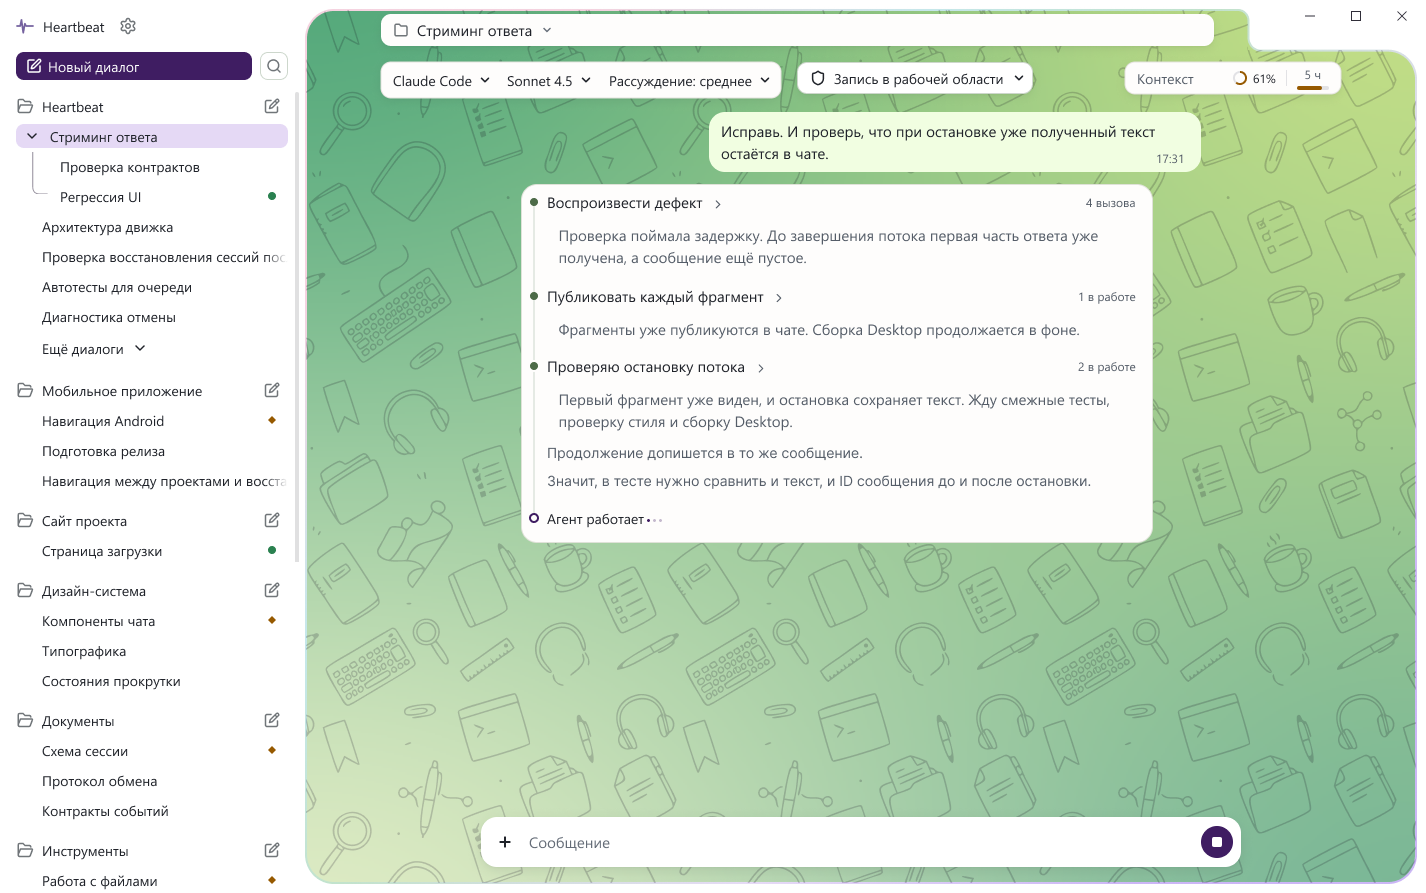 Heartbeat
Новый диалог
Heartbeat
Стриминг ответа
Проверка контрактов
Регрессия UI
Архитектура движка
Проверка восстановления сессий пос
Автотесты для очереди
Диагностика отмены
Ещё диалоги
Мобильное приложение
Навигация Android
Подготовка релиза
Навигация между проектами и восста
Сайт проекта
Страница загрузки
Дизайн-система
Компоненты чата
Типографика
Состояния прокрутки
Документы
Схема сессии
Протокол обмена
Контракты событий
Инструменты
Работа с файлами
Стриминг ответа
Claude Code Sonnet 4.5 Рассуждение: среднее Запись в рабочей области Контекст 61% 5 ч
Исправь. И проверь, что при остановке уже полученный текст
остаётся в чате.
17:31
Воспроизвести дефект 4 вызова
Проверка поймала задержку. До завершения потока первая часть ответа уже
получена, а сообщение ещё пустое.
Публиковать каждый фрагмент 1 в работе
Фрагменты уже публикуются в чате. Сборка Desktop продолжается в фоне.
Проверяю остановку потока 2 в работе
Первый фрагмент уже виден, и остановка сохраняет текст. Жду смежные тесты,
проверку стиля и сборку Desktop.
Продолжение допишется в то же сообщение.
Значит, в тесте нужно сравнить и текст, и ID сообщения до и после остановки.
Агент работает
Сообщение